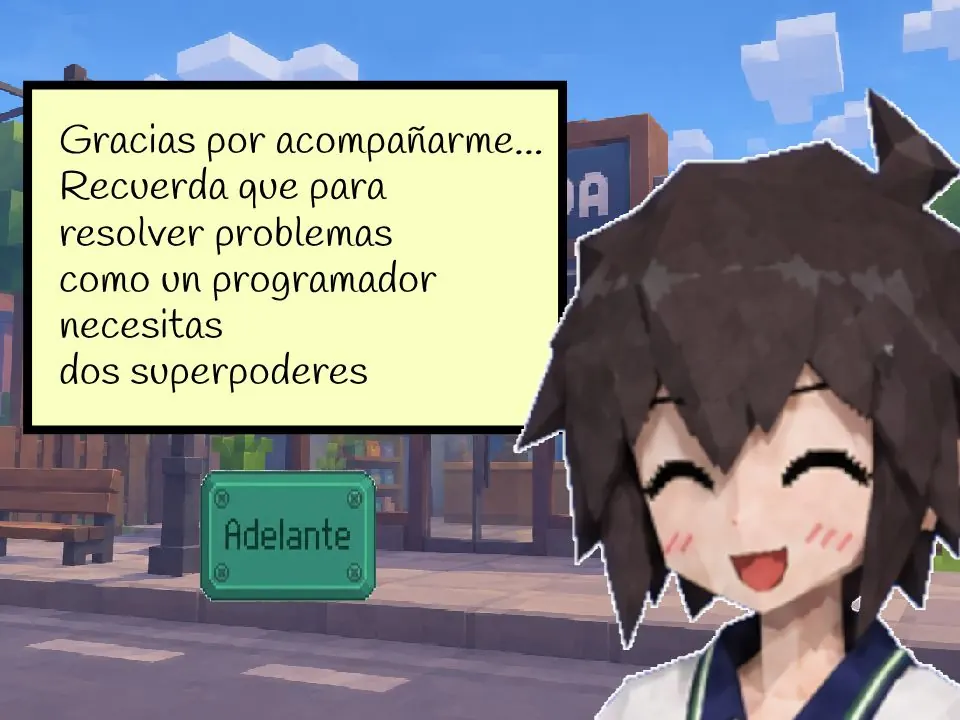 Gracias por acompañarme...
Recuerda que para
resolver problemas
como un programador
necesitas
dos superpoderes
Adelante